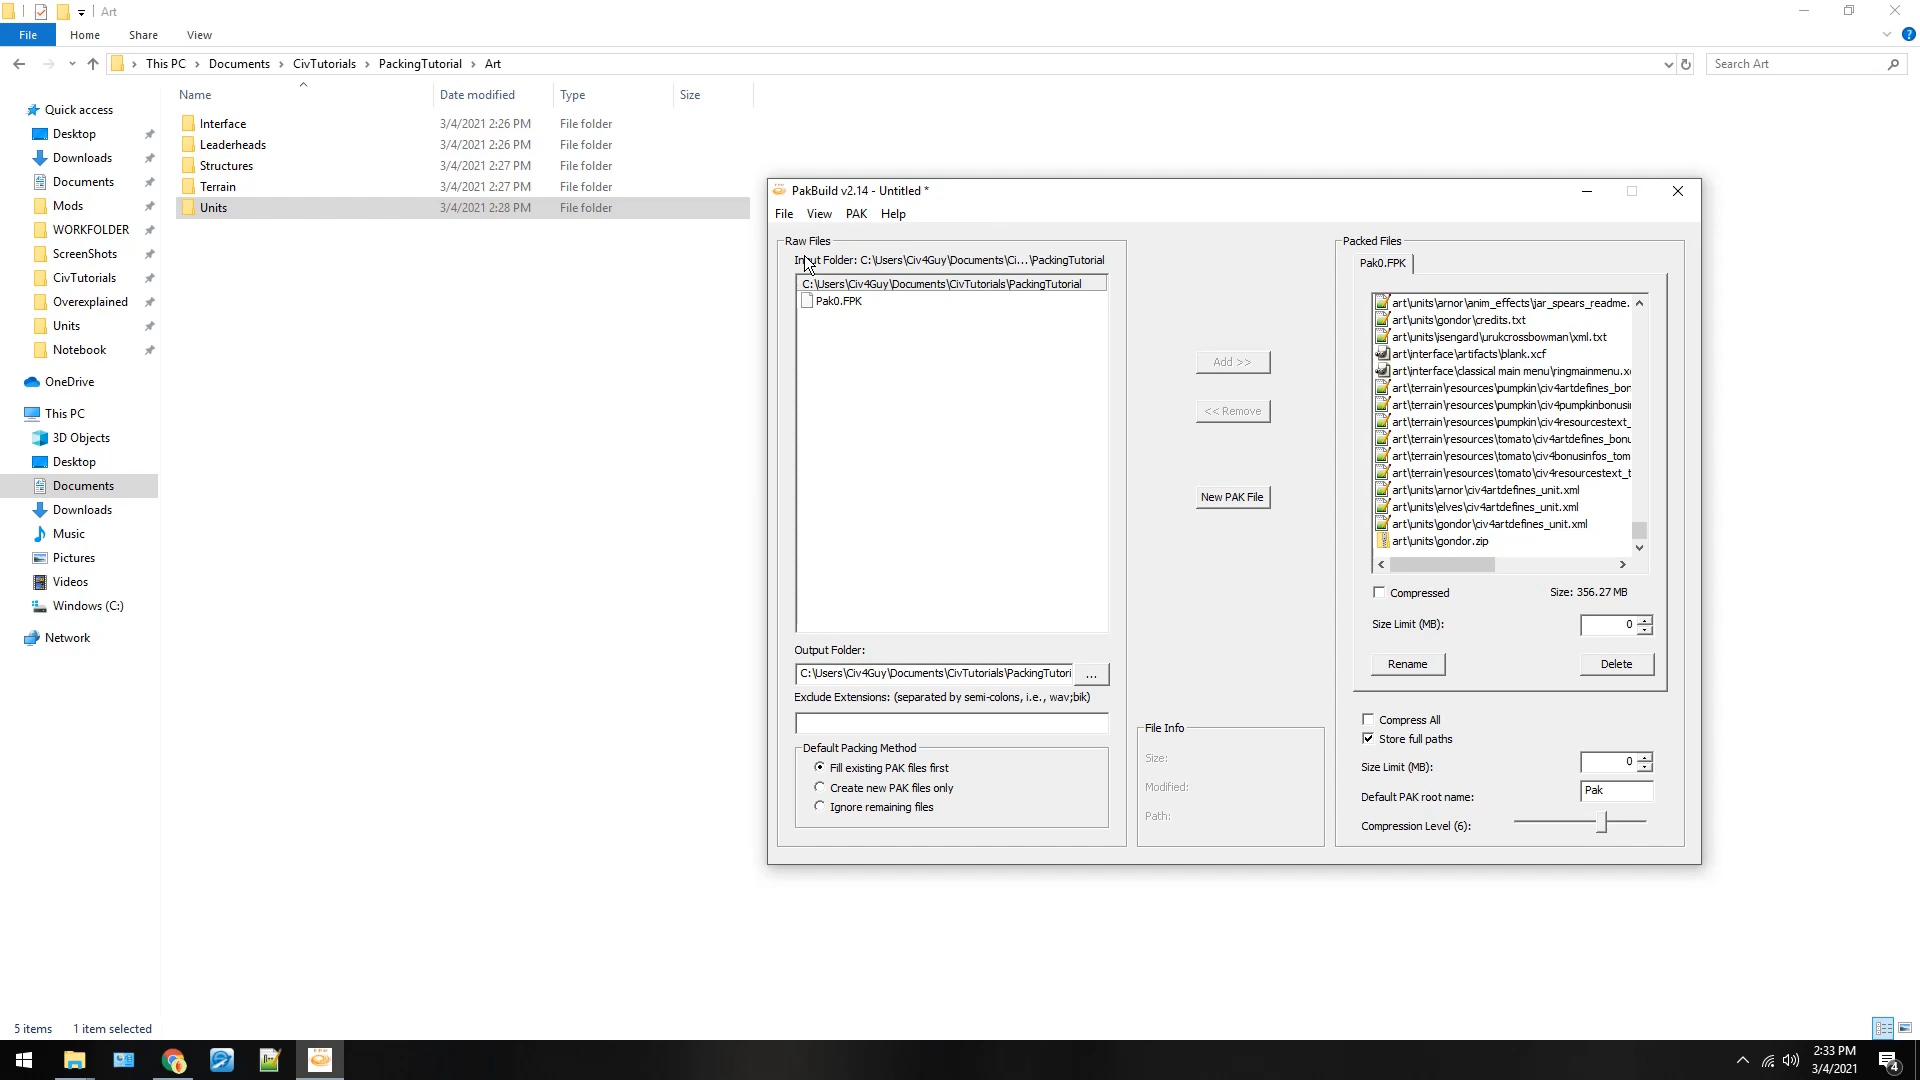 Art
File Home Share View
This PC Documents CivTutorials PackingTutorial Art
Search Art
Name Date modified Type Size
Quick access
Desktop
Downloads
Documents
Mods
WORKFOLDER
ScreenShots
CivTutorials
Overexplained
Units
Notebook
OneDrive
This PC
3D Objects
Desktop
Documents
Downloads
Music
Pictures
Videos
Windows (C:)
Network
Interface 3/4/2021 2:26 PM File folder
Leaderheads 3/4/2021 2:26 PM File folder
Structures 3/4/2021 2:27 PM File folder
Terrain 3/4/2021 2:27 PM File folder
Units 3/4/2021 2:28 PM File folder
PakBuild v2.14 - Untitled *
File View PAK Help
Raw Files
Input Folder: C:\Users\Civ4Guy\Documents\Ci...\PackingTutorial
C:\Users\Civ4Guy\Documents\CivTutorials\PackingTutorial
Pak0.FPK
Output Folder:
C:\Users\Civ4Guy\Documents\CivTutorials\PackingTutori
...
Exclude Extensions: (separated by semi-colons, i.e., wav;bik)
Default Packing Method
Fill existing PAK files first
Create new PAK files only
Ignore remaining files
Add >>
<< Remove
New PAK File
File Info
Size:
Modified:
Path:
Packed Files
Pak0.FPK
art\units\arnor\anim_effects\jar_spears_readme.
art\units\gondor\credits.txt
art\units\isengard\urukcrossbowman\xml.txt
art\interface\artifacts\blank.xcf
art\interface\classical main menu\ringmainmenu.xc
art\terrain\resources\pumpkin\civ4artdefines_bon
art\terrain\resources\pumpkin\civ4pumpkinbonusin
art\terrain\resources\pumpkin\civ4resourcestext_
art\terrain\resources\tomato\civ4artdefines_bonu
art\terrain\resources\tomato\civ4bonusinfos_tom
art\terrain\resources\tomato\civ4resourcestext_t
art\units\arnor\civ4artdefines_unit.xml
art\units\elves\civ4artdefines_unit.xml
art\units\gondor\civ4artdefines_unit.xml
art\units\gondor.zip
Compressed Size: 356.27 MB
Size Limit (MB): 0
Rename Delete
Compress All
Store full paths
Size Limit (MB): 0
Default PAK root name: Pak
Compression Level (6):
5 items 1 item selected
2:33 PM
3/4/2021
4